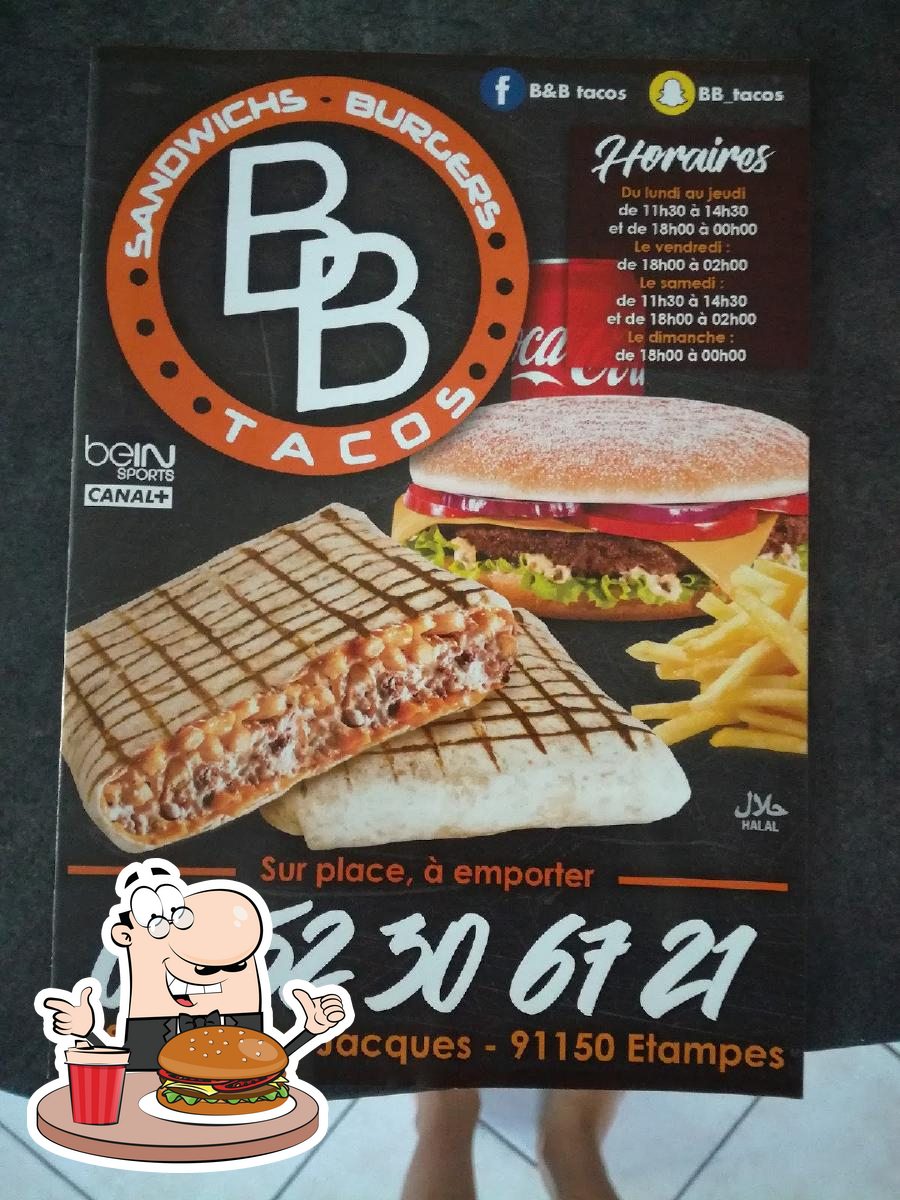 B&B tacos
BB_tacos
SANDWICHS · BURGERS
BB
TACOS
Horaires
Du lundi au jeudi
de 11h30 à 14h30
et de 18h00 à 00h00
Le vendredi :
de 18h00 à 02h00
Le samedi :
de 11h30 à 14h30
et de 18h00 à 02h00
Le dimanche :
de 18h00 à 00h00
beIN
SPORTS
CANAL+
حلال
HALAL
Sur place, à emporter
52 30 67 21
Jacques - 91150 Etampes